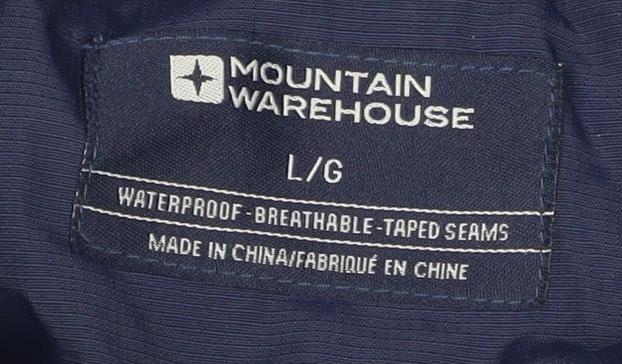 MOUNTAIN
WAREHOUSE
L/G
WATERPROOF-BREATHABLE-TAPED SEAMS
MADE IN CHINA/FABRIQUÉ EN CHINE